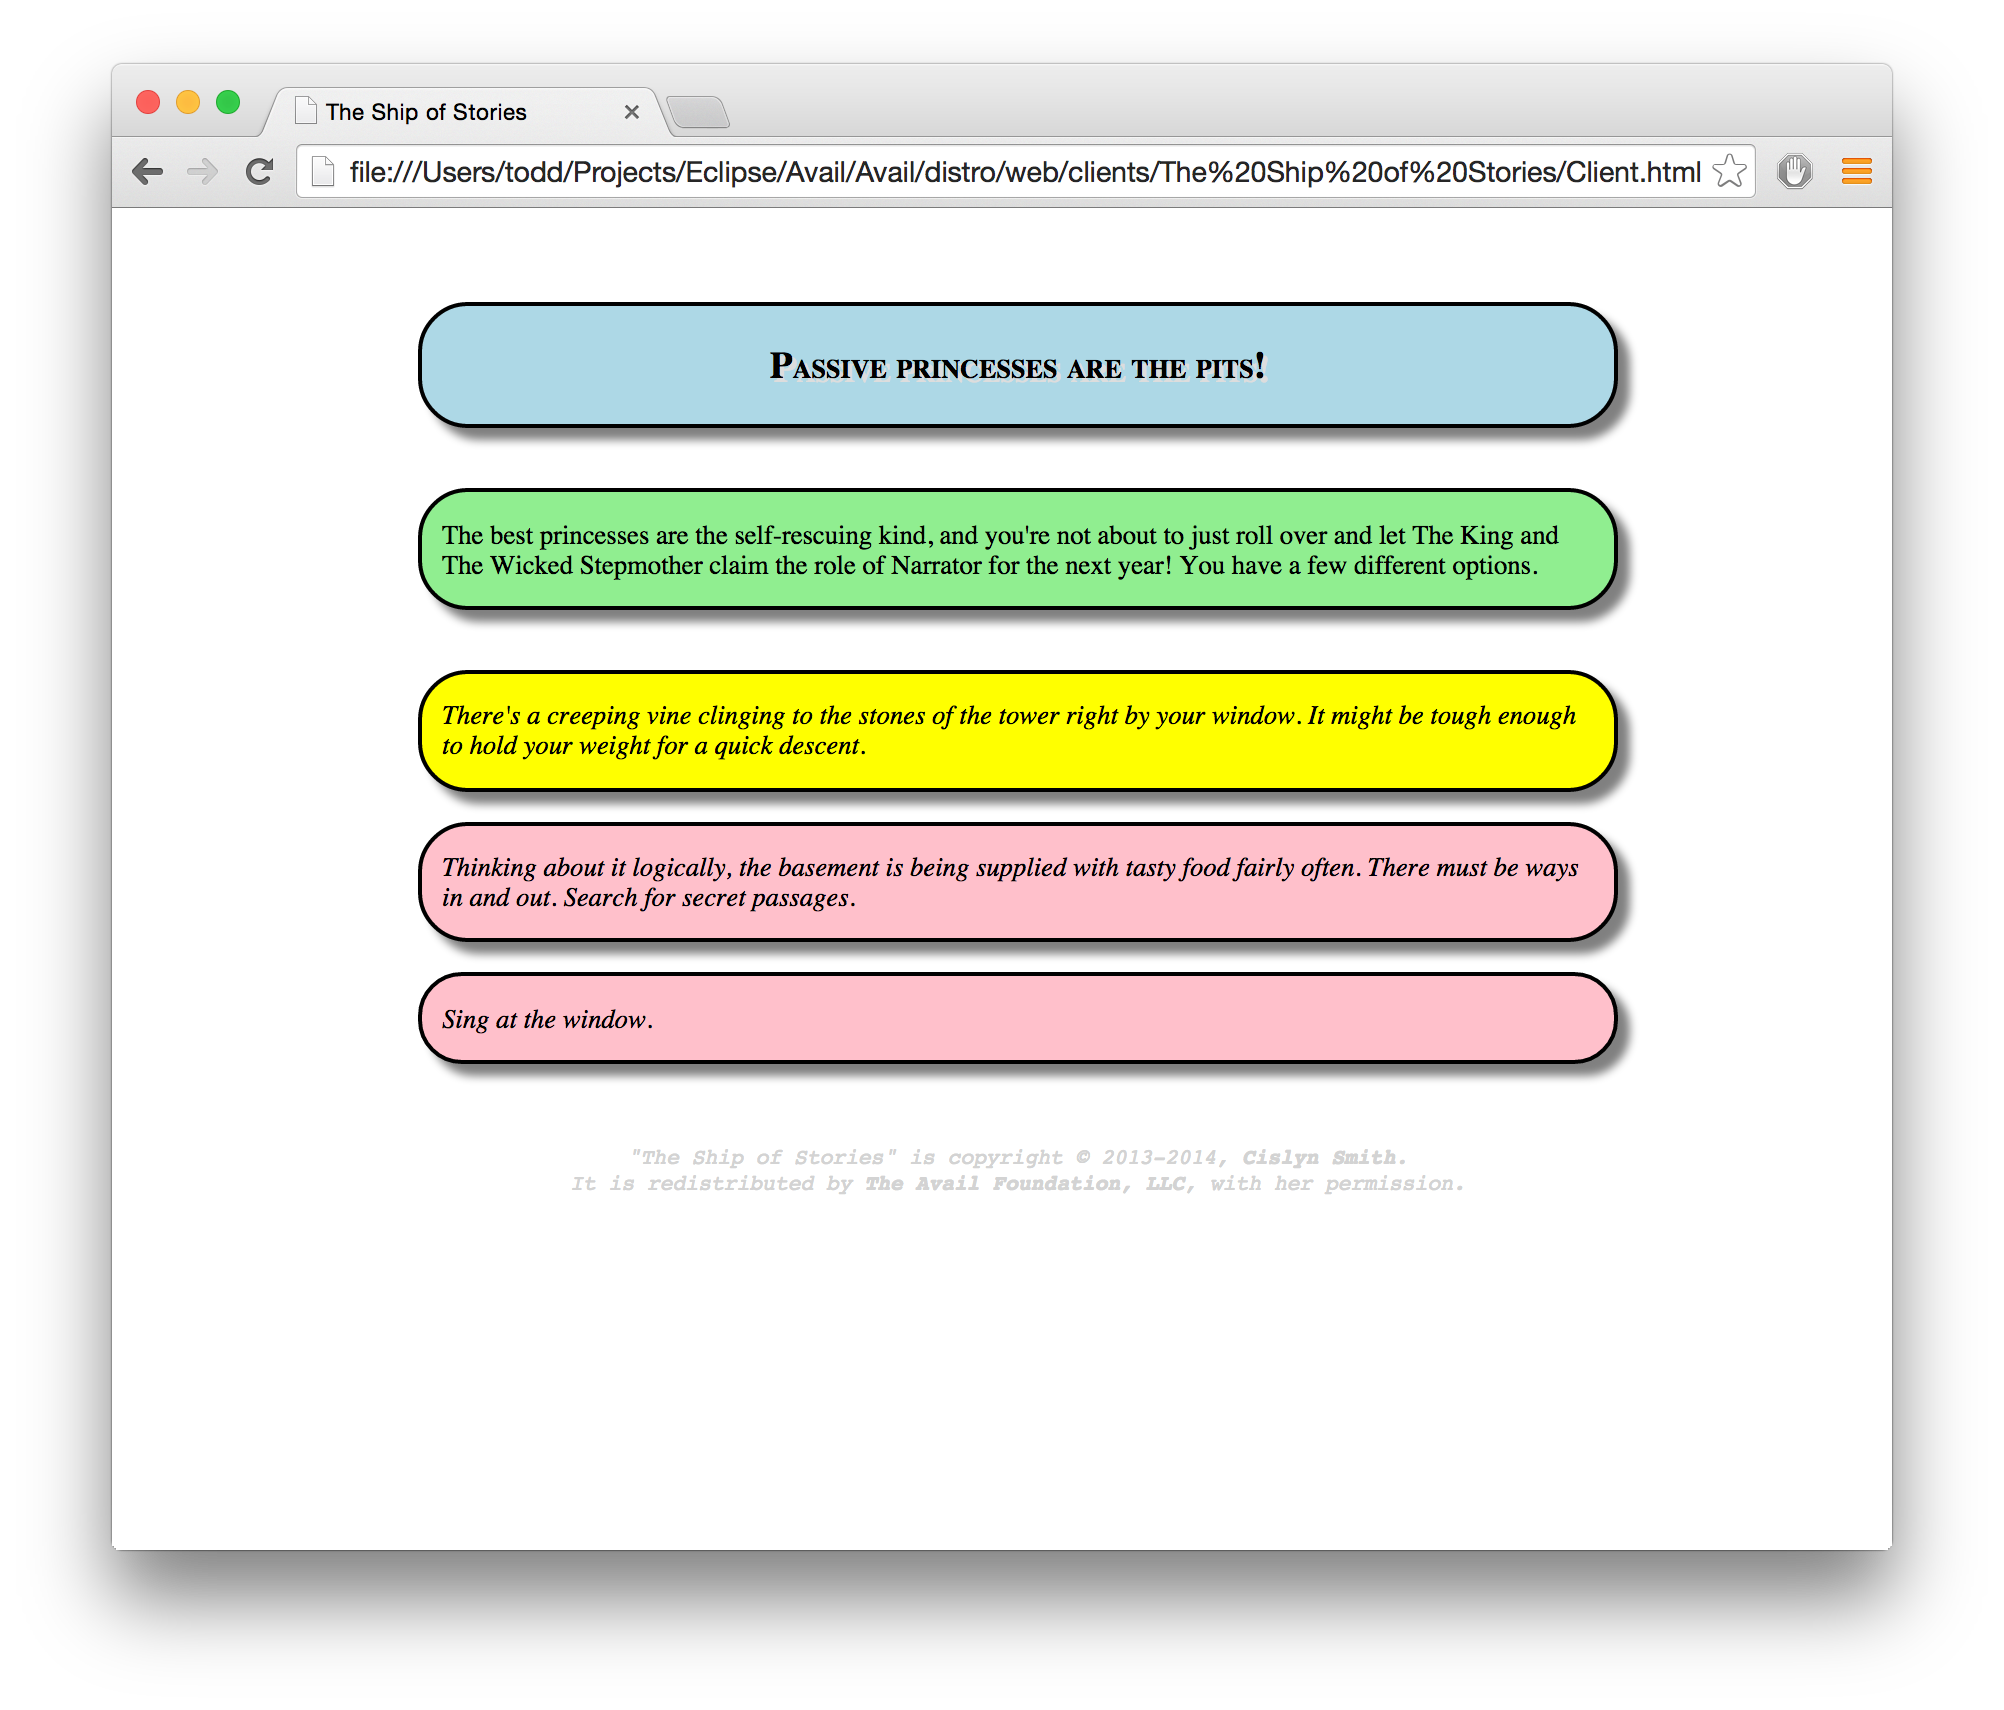 The Ship of Stories
file:///Users/todd/Projects/Eclipse/Avail/Avail/distro/web/clients/The%20Ship%20of%20Stories/Client.html
Passive princesses are the pits!
The best princesses are the self-rescuing kind, and you're not about to just roll over and let The King and
The Wicked Stepmother claim the role of Narrator for the next year! You have a few different options.
There's a creeping vine clinging to the stones of the tower right by your window. It might be tough enough
to hold your weight for a quick descent.
Thinking about it logically, the basement is being supplied with tasty food fairly often. There must be ways
in and out. Search for secret passages.
Sing at the window.
"The Ship of Stories" is copyright © 2013-2014, Cislyn Smith.
It is redistributed by The Avail Foundation, LLC, with her permission.